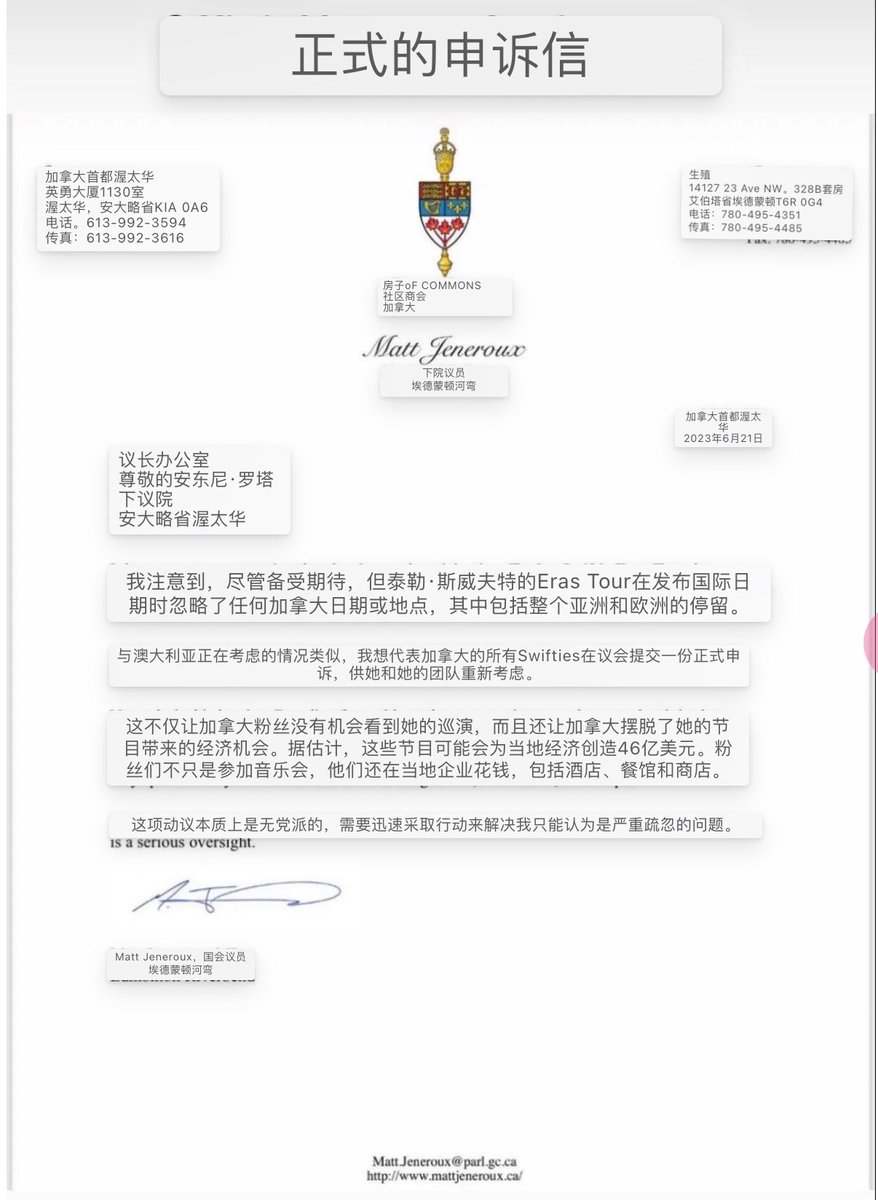 正式的申诉信
加拿大首都渥太华
英勇大厦1130室
渥太华，安大略省KIA 0A6
电话。613-992-3594
传真：613-992-3616
生殖
14127 23 Ave NW。328B套房
艾伯塔省埃德蒙顿T6R 0G4
电话：780-495-4351
传真：780-495-4485
房子oF COMMONS
社区商会
加拿大
Matt Jeneroux
下院议员
埃德蒙顿河弯
加拿大首都渥太
华
2023年6月21日
议长办公室
尊敬的安东尼·罗塔
下议院
安大略省渥太华
我注意到，尽管备受期待，但泰勒·斯威夫特的Eras Tour在发布国际日
期时忽略了任何加拿大日期或地点，其中包括整个亚洲和欧洲的停留。
与澳大利亚正在考虑的情况类似，我想代表加拿大的所有Swifties在议会提交一份正式申
诉，供她和她的团队重新考虑。
这不仅让加拿大粉丝没有机会看到她的巡演，而且还让加拿大摆脱了她的节
目带来的经济机会。据估计，这些节目可能会为当地经济创造46亿美元。粉
丝们不只是参加音乐会，他们还在当地企业花钱，包括酒店、餐馆和商店。
这项动议本质上是无党派的，需要迅速采取行动来解决我只能认为是严重疏忽的问题。
is a serious oversight.
Matt Jeneroux，国会议员
埃德蒙顿河弯
Matt.Jeneroux@parl.gc.ca
http://www.mattjeneroux.ca/